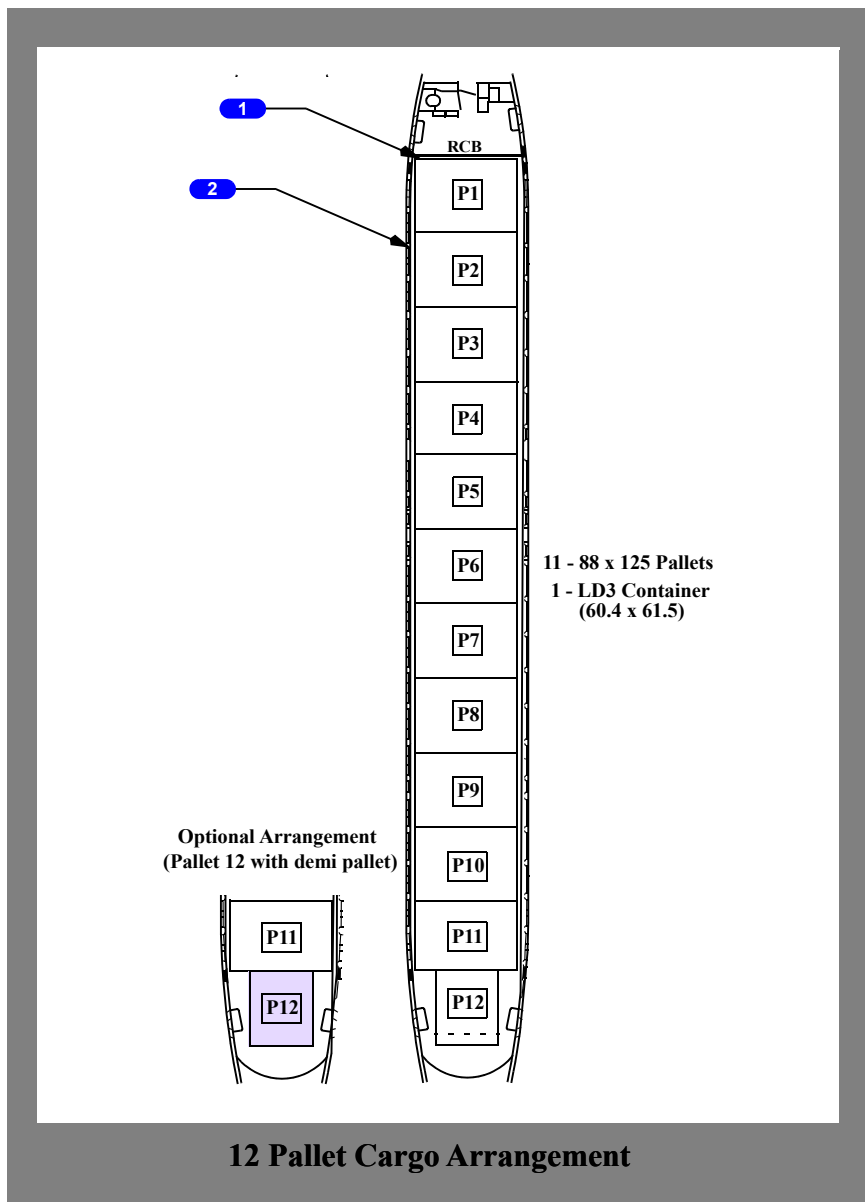 1
RCB
2
P1
P2
P3
P4
P5
P6
11 - 88 x 125 Pallets
1 - LD3 Container
(60.4 x 61.5)
P7
P8
P9
Optional Arrangement
(Pallet 12 with demi pallet)
P10
P11
P11
P12
P12
12 Pallet Cargo Arrangement